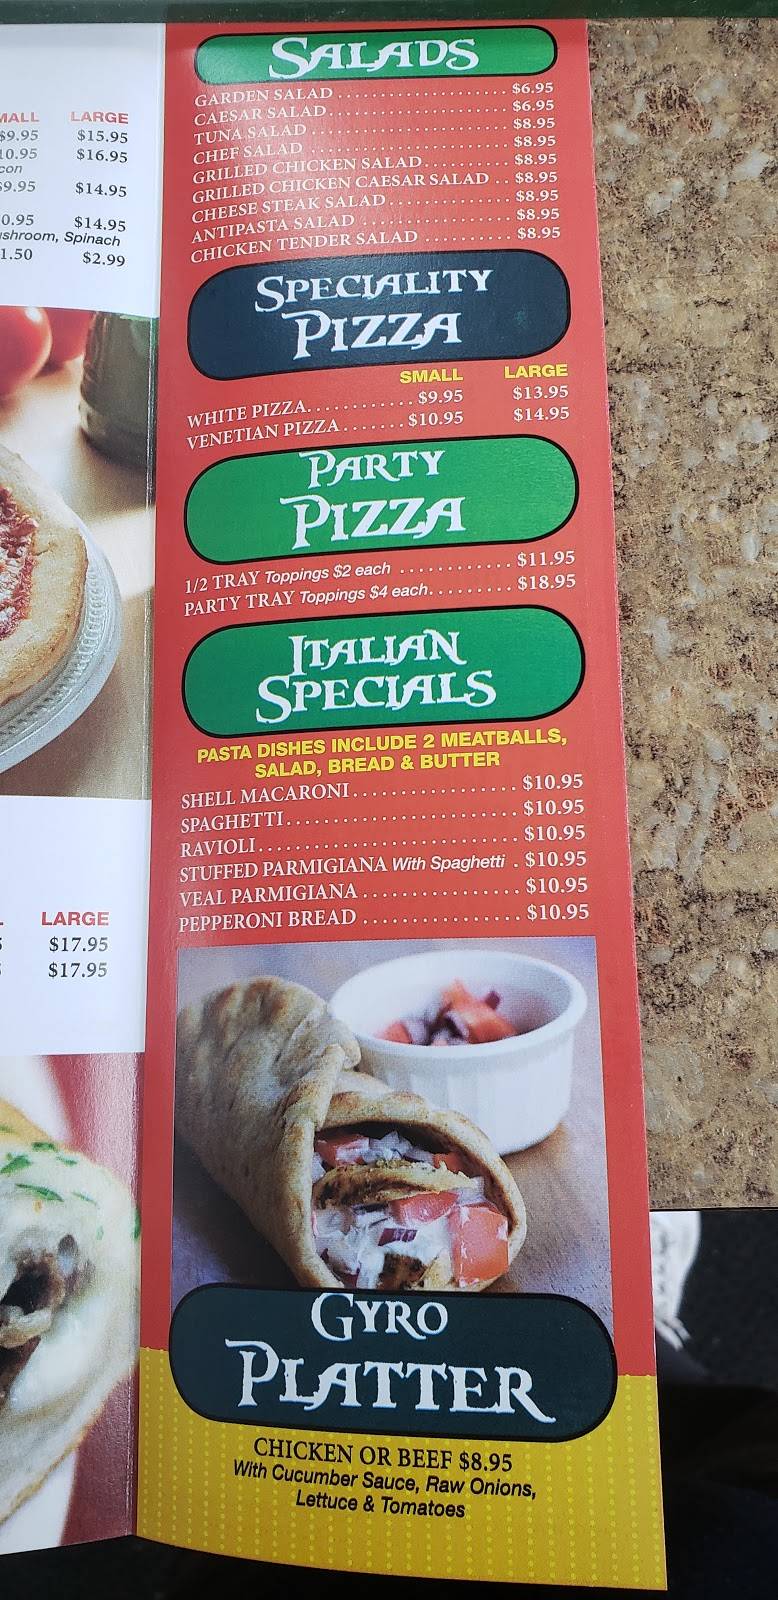 LARGE
$9.95 $15.95
$16.95
$9.95 $14.95
$14.95
Spinach
1.50 $2.99
LARGE
$17.95
$17.95
SALADS
GARDEN SALAD . . . . . . . . . . . . . . . . . . . . $6.95
CAESAR SALAD . . . . . . . . . . . . . . . . . . . . $6.95
TUNA SALAD . . . . . . . . . . . . . . . . . . . . $8.95
CHEF SALAD . . . . . . . . . . . . . . . . . . . . $8.95
GRILLED CHICKEN SALAD. . . . . . . . . . $8.95
GRILLED CHICKEN CAESAR SALAD . . $8.95
CHEESE STEAK SALAD. . . . . . . . . . . . . . $8.95
ANTIPASTA SALAD . . . . . . . . . . . . . . . . . $8.95
CHICKEN TENDER SALAD . . . . . . . . . . $8.95
SPECIALITY
PIZZA
SMALL LARGE
WHITE PIZZA. . . . . . . . . . . . $9.95 $13.95
VENETIAN PIZZA . . . . . . . $10.95 $14.95
PARTY
PIZZA
1/2 TRAY Toppings $2 each . . . . . . . . . . . . $11.95
PARTY TRAY Toppings $4 each. . . . . . . . . $18.95
ITALIAN
SPECIALS
PASTA DISHES INCLUDE 2 MEATBALLS,
SALAD, BREAD & BUTTER
SHELL MACARONI. . . . . . . . . . . . . . . . . $10.95
SPAGHETTI. . . . . . . . . . . . . . . . . . . . . . . . $10.95
RAVIOLI. . . . . . . . . . . . . . . . . . . . . . . . . . . $10.95
STUFFED PARMIGIANA With Spaghetti . $10.95
VEAL PARMIGIANA . . . . . . . . . . . . . . . . $10.95
PEPPERONI BREAD . . . . . . . . . . . . . . . . $10.95
GYRO
PLATTER
CHICKEN OR BEEF $8.95
With Cucumber Sauce, Raw Onions,
Lettuce & Tomatoes